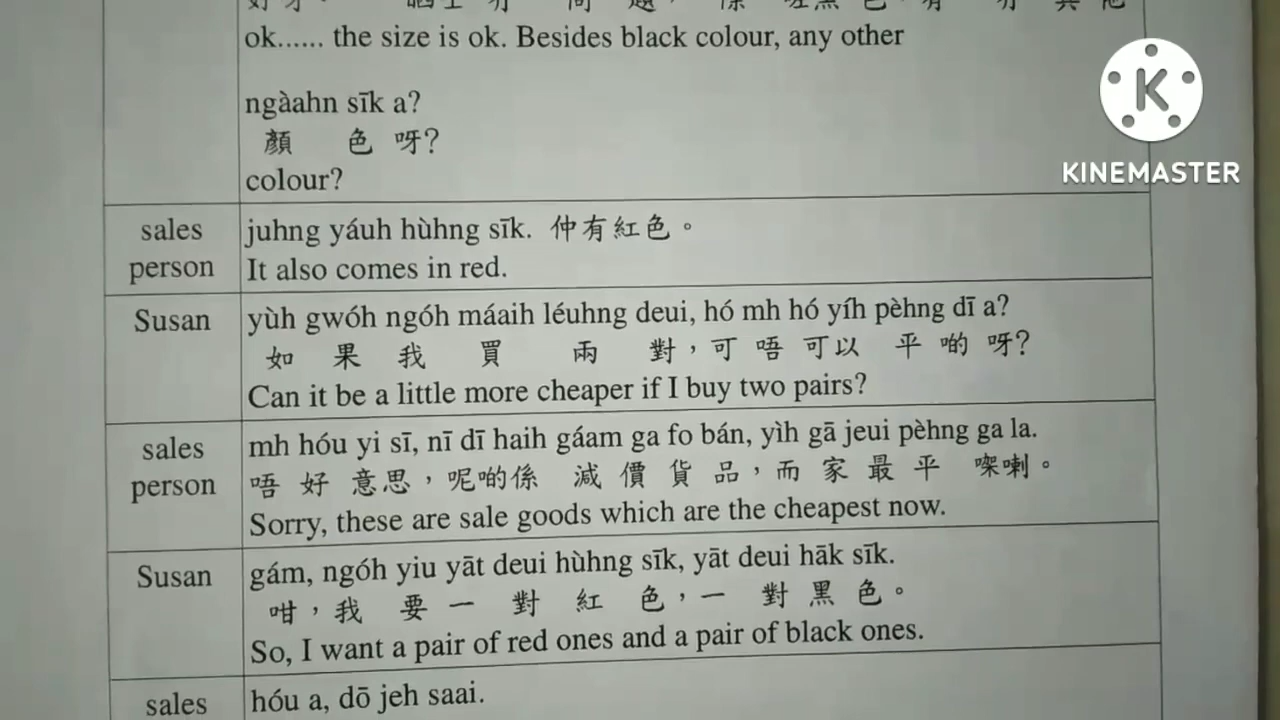 ok...... the size is ok. Besides black colour, any other
ngàahn sīk a?
顏 色 呀?
colour?
sales person
juhng yáuh hùhng sīk. 仲有紅色。
It also comes in red.
Susan
yùh gwóh ngóh máaih léuhng deui, hó mh hó yíh pèhng dī a?
如 果 我 買 兩 對，可 唔 可以 平 啲 呀?
Can it be a little more cheaper if I buy two pairs?
sales person
mh hóu yi sī, nī dī haih gáam ga fo bán, yìh gā jeui pèhng ga la.
唔 好 意思，呢啲係 減 價 貨 品，而 家 最 平 㗎喇。
Sorry, these are sale goods which are the cheapest now.
Susan
gám, ngóh yiu yāt deui hùhng sīk, yāt deui hāk sīk.
咁，我 要 一 對 紅 色，一 對 黑 色。
So, I want a pair of red ones and a pair of black ones.
sales
hóu a, dō jeh saai.
K
KINEMASTER